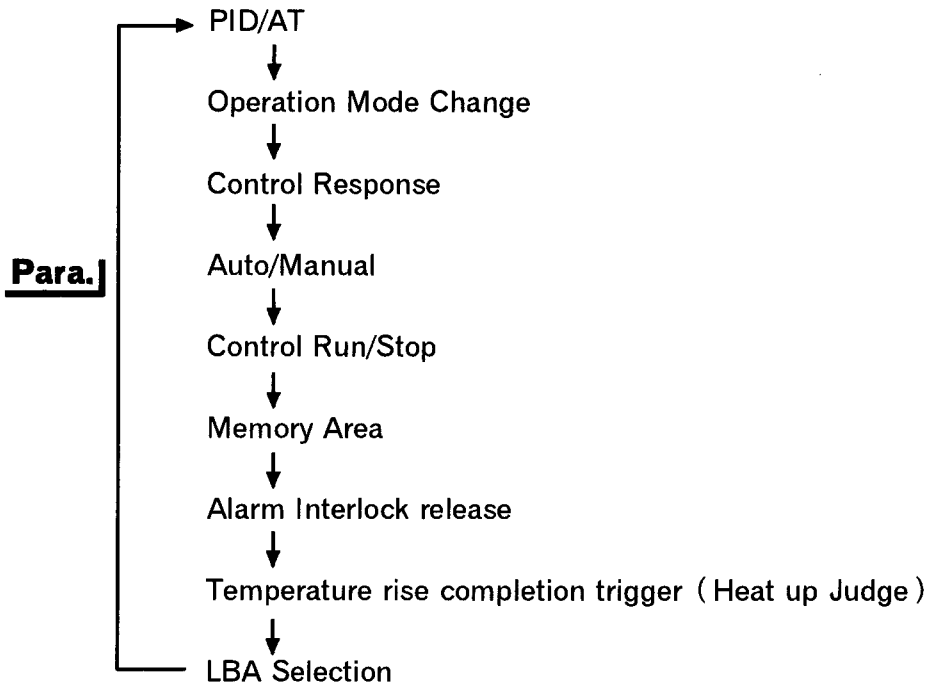 PID/AT
Operation Mode Change
Control Response
Auto/Manual
Para.
Control Run/Stop
Memory Area
Alarm Interlock release
Temperature rise completion trigger ( Heat up Judge )
LBA Selection